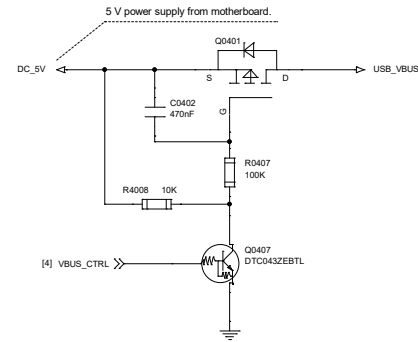 5 V power supply from motherboard.
Q0401
DC_5V
S
D
USB_VBUS
C0402
470nF
G
R0407
100K
R4008 10K
Q0407
DTC043ZEBTL
[4] VBUS_CTRL